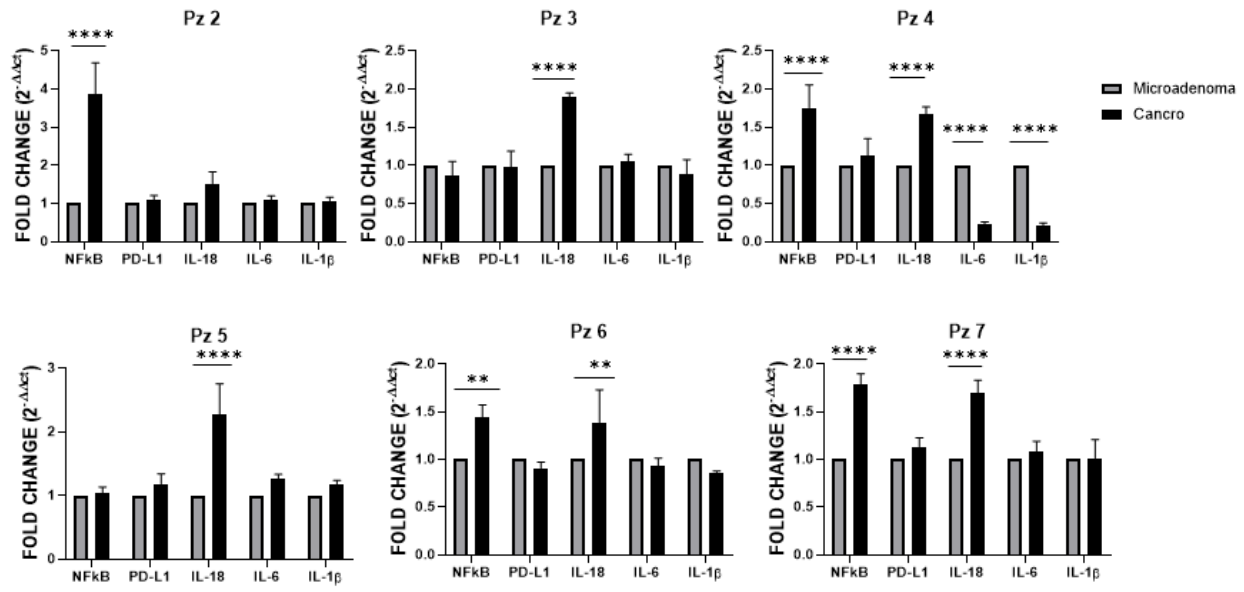 Pz 2
****
FOLD CHANGE (2^-ΔΔct)
5
4
3
2
1
0
NFkB PD-L1 IL-18 IL-6 IL-1β
Pz 3
****
FOLD CHANGE (2^-ΔΔct)
2.5
2.0
1.5
1.0
0.5
0.0
NFkB PD-L1 IL-18 IL-6 IL-1β
Pz 4
**** **** **** ****
FOLD CHANGE (2^-ΔΔct)
2.5
2.0
1.5
1.0
0.5
0.0
NFkB PD-L1 IL-18 IL-6 IL-1β
Microadenoma
Cancro
Pz 5
****
FOLD CHANGE (2^-ΔΔct)
3
2
1
0
NFkB PD-L1 IL-18 IL-6 IL-1β
Pz 6
** **
FOLD CHANGE (2^-ΔΔct)
2.0
1.5
1.0
0.5
0.0
NFkB PD-L1 IL-18 IL-6 IL-1β
Pz 7
**** ****
FOLD CHANGE (2^-ΔΔct)
2.0
1.5
1.0
0.5
0.0
NFkB PD-L1 IL-18 IL-6 IL-1β